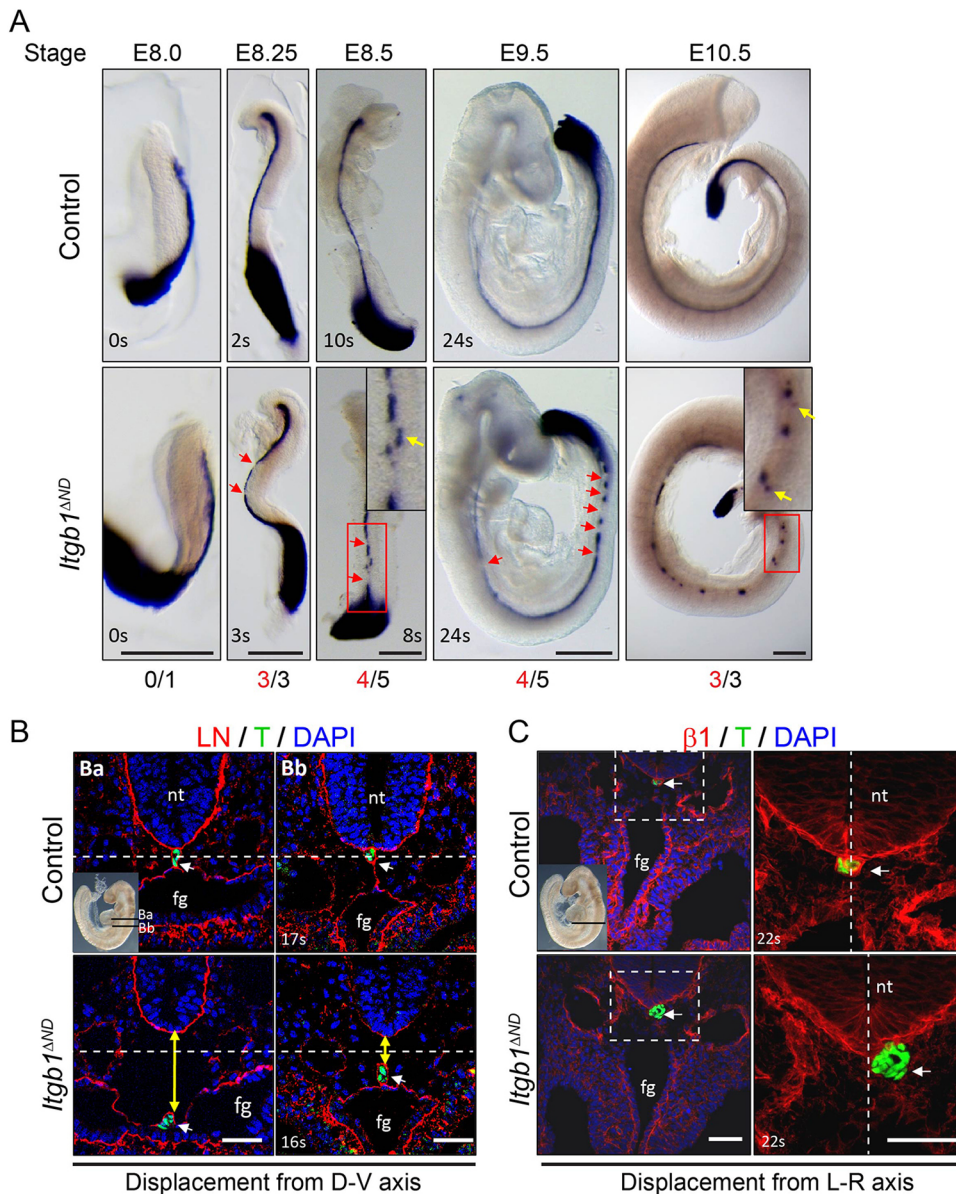 A
Stage E8.0 E8.25 E8.5 E9.5 E10.5
Control
0s 2s 10s 24s
Itgb1ΔND
0s 3s 8s 24s
0/1 3/3 4/5 4/5 3/3
B
LN / T / DAPI
Ba Bb
Control
nt nt
fg fg
Ba
Bb
17s
Itgb1ΔND
fg fg
16s
Displacement from D-V axis
C
β1 / T / DAPI
Control
nt
fg
22s
Itgb1ΔND
nt
fg
22s
Displacement from L-R axis